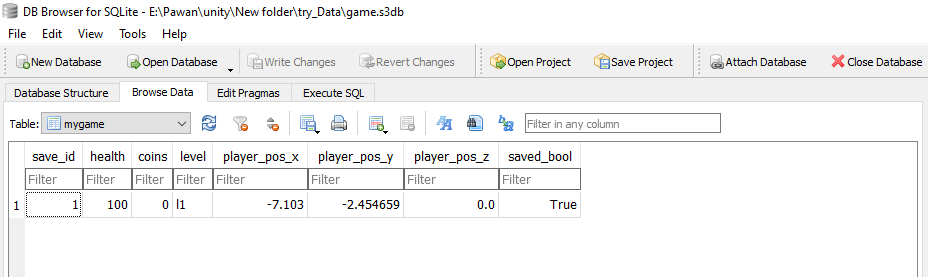 DB Browser for SQLite - E:\Pawan\unity\New folder\try_Data\game.s3db
File Edit View Tools Help
New Database Open Database Write Changes Revert Changes Open Project Save Project Attach Database Close Database
Database Structure Browse Data Edit Pragmas Execute SQL
Table: mygame Filter in any column
save_id health coins level player_pos_x player_pos_y player_pos_z saved_bool
Filter Filter Filter Filter Filter Filter Filter Filter
1 1 100 0 l1 -7.103 -2.454659 0.0 True